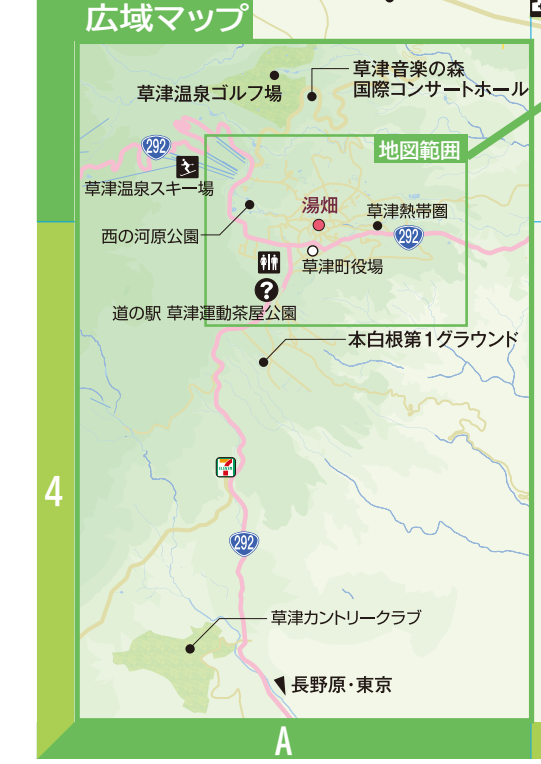 広域マップ
草津温泉ゴルフ場
草津音楽の森
国際コンサートホール
292
地図範囲
草津温泉スキー場
湯畑
草津熱帯圏
西の河原公園
292
草津町役場
?
道の駅 草津運動茶屋公園
本白根第1グラウンド
4
292
草津カントリークラブ
長野原・東京
A